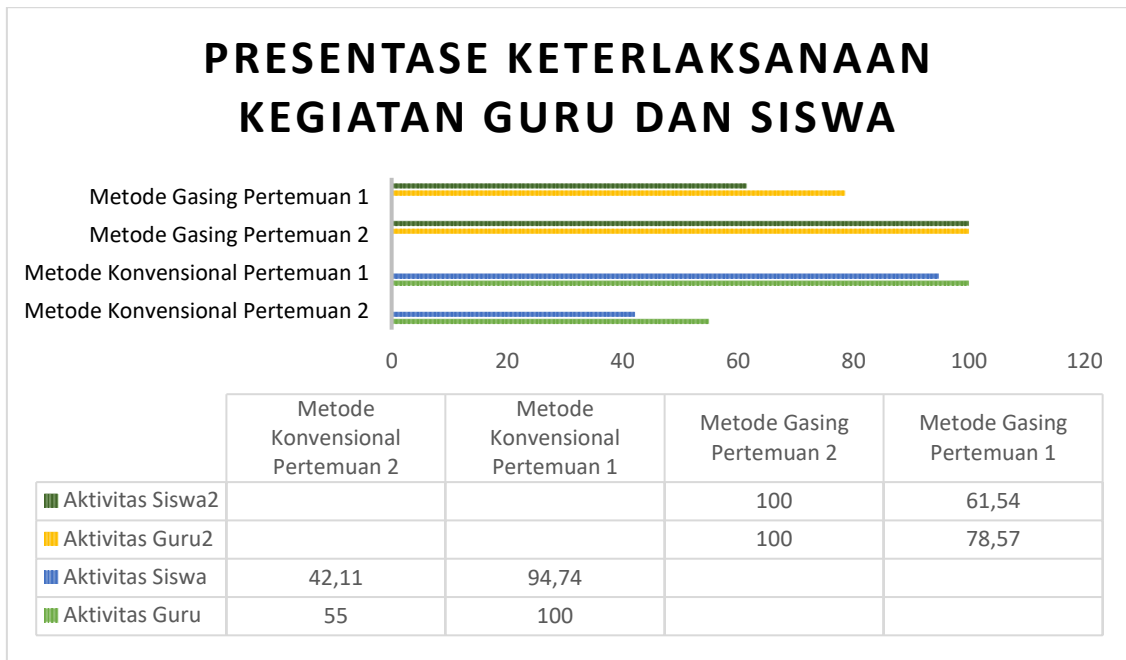 PRESENTASE KETERLAKSANAAN
KEGIATAN GURU DAN SISWA
Metode Gasing Pertemuan 1
Metode Gasing Pertemuan 2
Metode Konvensional Pertemuan 1
Metode Konvensional Pertemuan 2
0 20 40 60 80 100 120
Metode
Konvensional
Pertemuan 2
Metode
Konvensional
Pertemuan 1
Metode Gasing
Pertemuan 2
Metode Gasing
Pertemuan 1
Aktivitas Siswa2 100 61,54
Aktivitas Guru2 100 78,57
Aktivitas Siswa 42,11 94,74
Aktivitas Guru 55 100